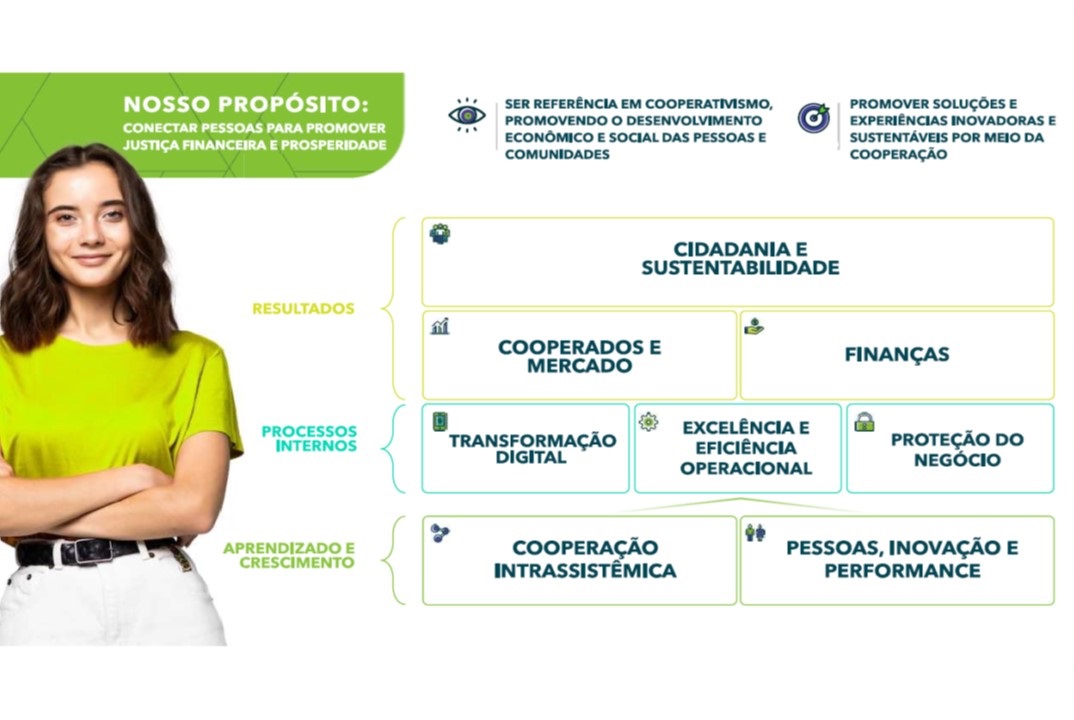 NOSSO PROPÓSITO:
CONECTAR PESSOAS PARA PROMOVER
JUSTIÇA FINANCEIRA E PROSPERIDADE
SER REFERÊNCIA EM COOPERATIVISMO,
PROMOVENDO O DESENVOLVIMENTO
ECONÔMICO E SOCIAL DAS PESSOAS E
COMUNIDADES
PROMOVER SOLUÇÕES E
EXPERIÊNCIAS INOVADORAS E
SUSTENTÁVEIS POR MEIO DA
COOPERAÇÃO
RESULTADOS
CIDADANIA E
SUSTENTABILIDADE
COOPERADOS E
MERCADO
FINANÇAS
PROCESSOS
INTERNOS
TRANSFORMAÇÃO
DIGITAL
EXCELÊNCIA E
EFICIÊNCIA
OPERACIONAL
PROTEÇÃO DO
NEGÓCIO
APRENDIZADO E
CRESCIMENTO
COOPERAÇÃO
INTRASSISTÊMICA
PESSOAS, INOVAÇÃO E
PERFORMANCE